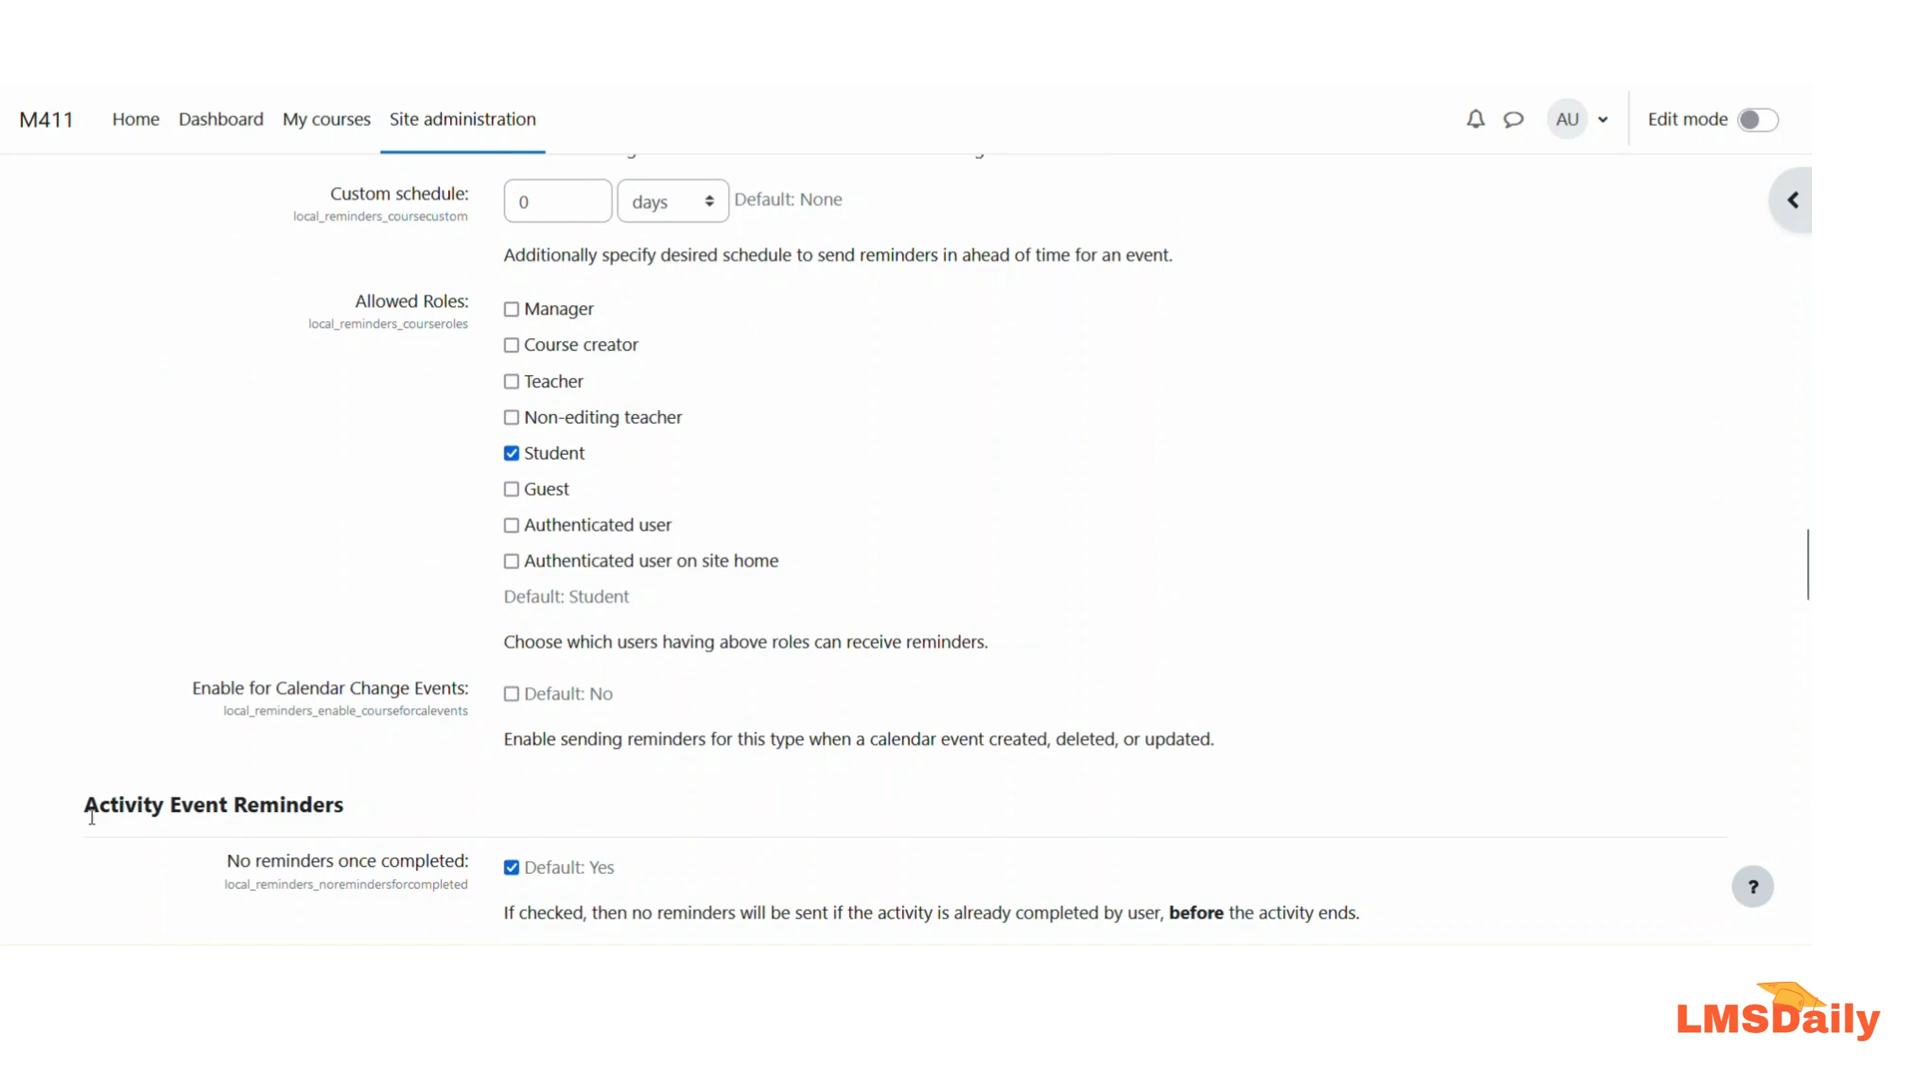 M411 Home Dashboard My courses Site administration AU Edit mode
Custom schedule: 0 days Default: None
local_reminders_coursecustom
Additionally specify desired schedule to send reminders in ahead of time for an event.
Allowed Roles:
local_reminders_courseroles
Manager
Course creator
Teacher
Non-editing teacher
Student
Guest
Authenticated user
Authenticated user on site home
Default: Student
Choose which users having above roles can receive reminders.
Enable for Calendar Change Events: Default: No
local_reminders_enable_courseforcalevents
Enable sending reminders for this type when a calendar event created, deleted, or updated.
Activity Event Reminders
No reminders once completed: Default: Yes
local_reminders_noremindersforcompleted
?
If checked, then no reminders will be sent if the activity is already completed by user, before the activity ends.
LMSDaily